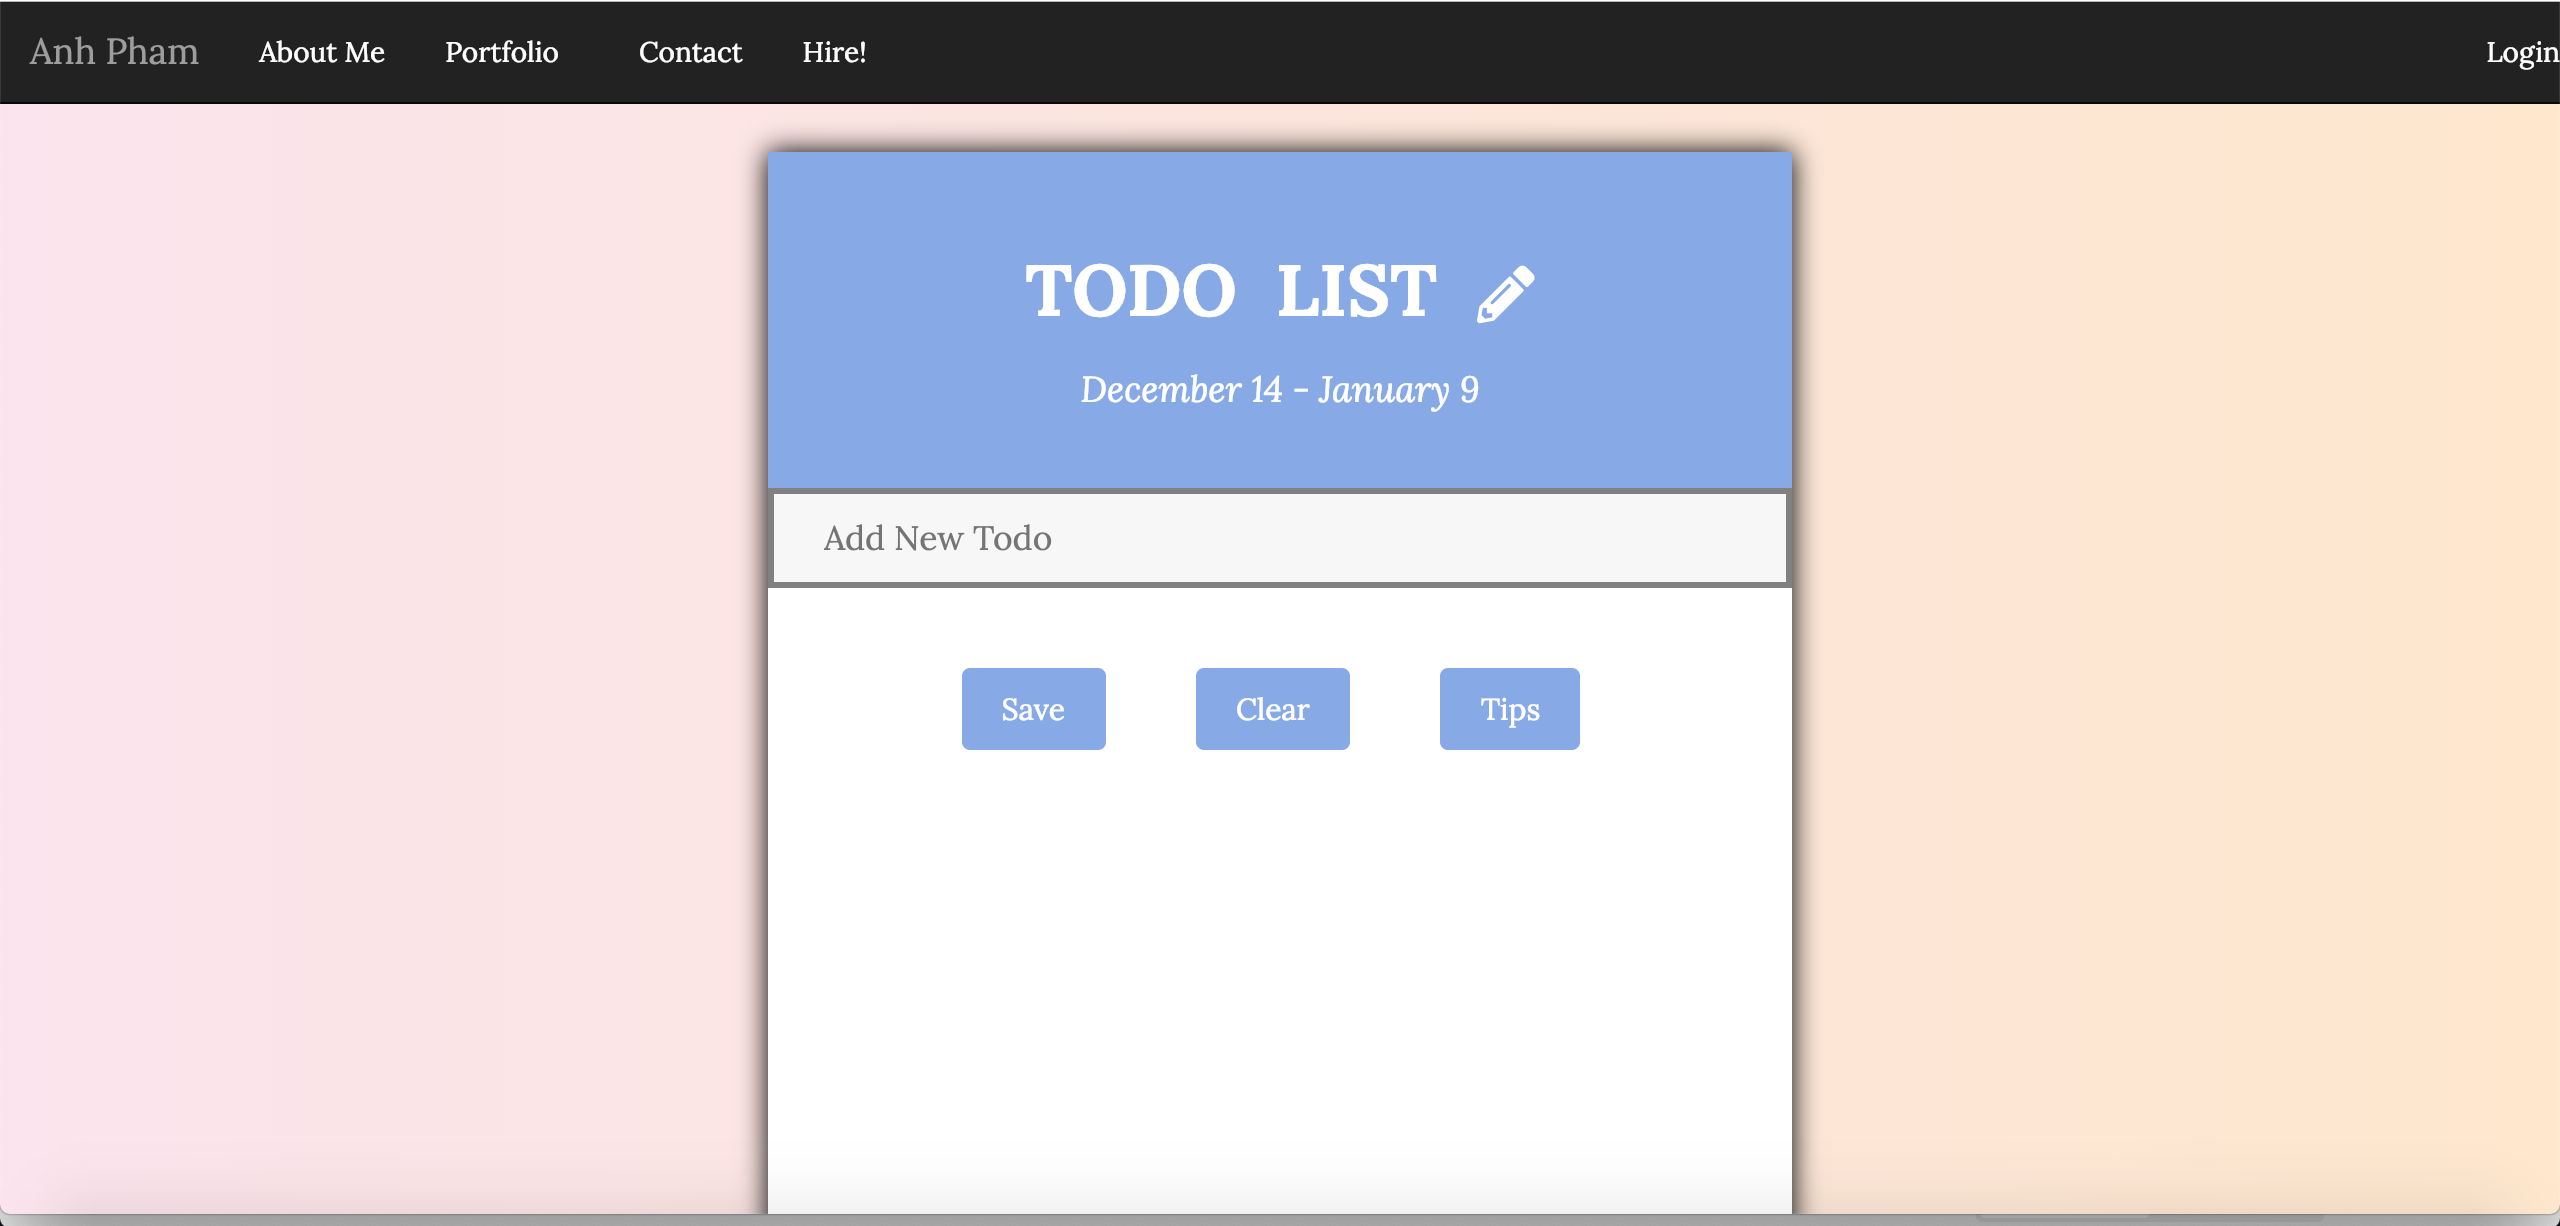 Anh Pham About Me Portfolio Contact Hire! Login
TODO LIST
December 14 - January 9
Add New Todo
Save Clear Tips